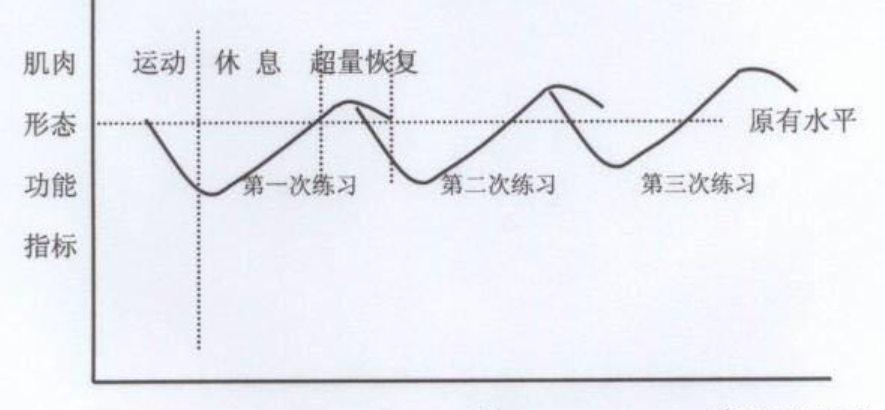 肌肉
形态
功能
指标
运动 休 息 超量恢复
原有水平
第一次练习 第二次练习 第三次练习